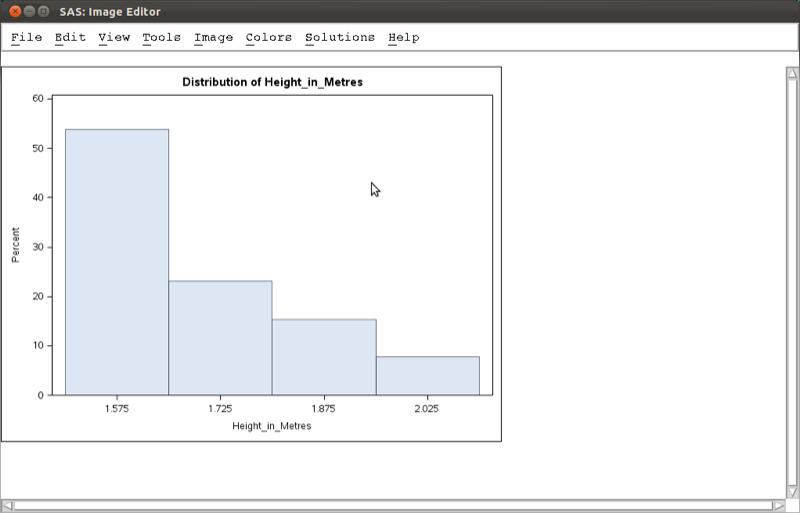 SAS: Image Editor
File Edit View Tools Image Colors Solutions Help
Distribution of Height_in_Metres
60
50
40
30
20
10
0
Percent
1.575 1.725 1.875 2.025
Height_in_Metres